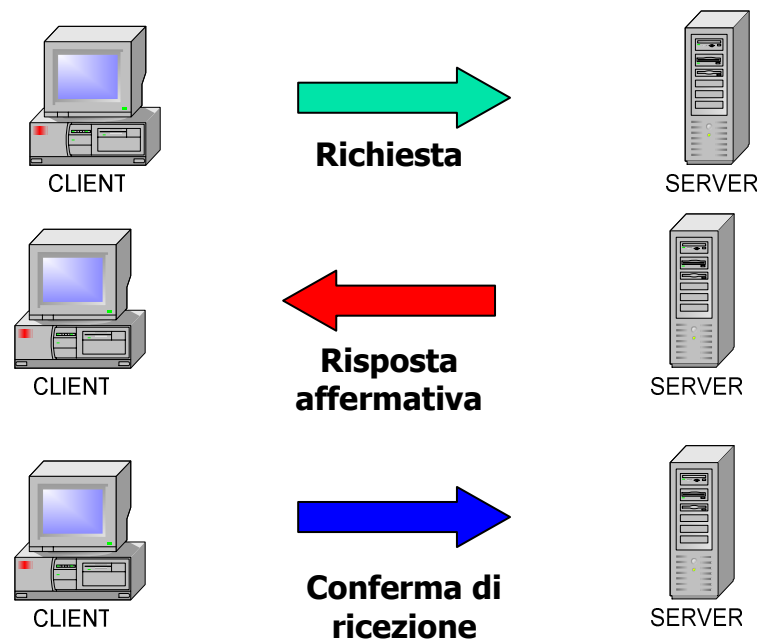 Richiesta
CLIENT
SERVER
Risposta
affermativa
CLIENT
SERVER
Conferma di
ricezione
CLIENT
SERVER